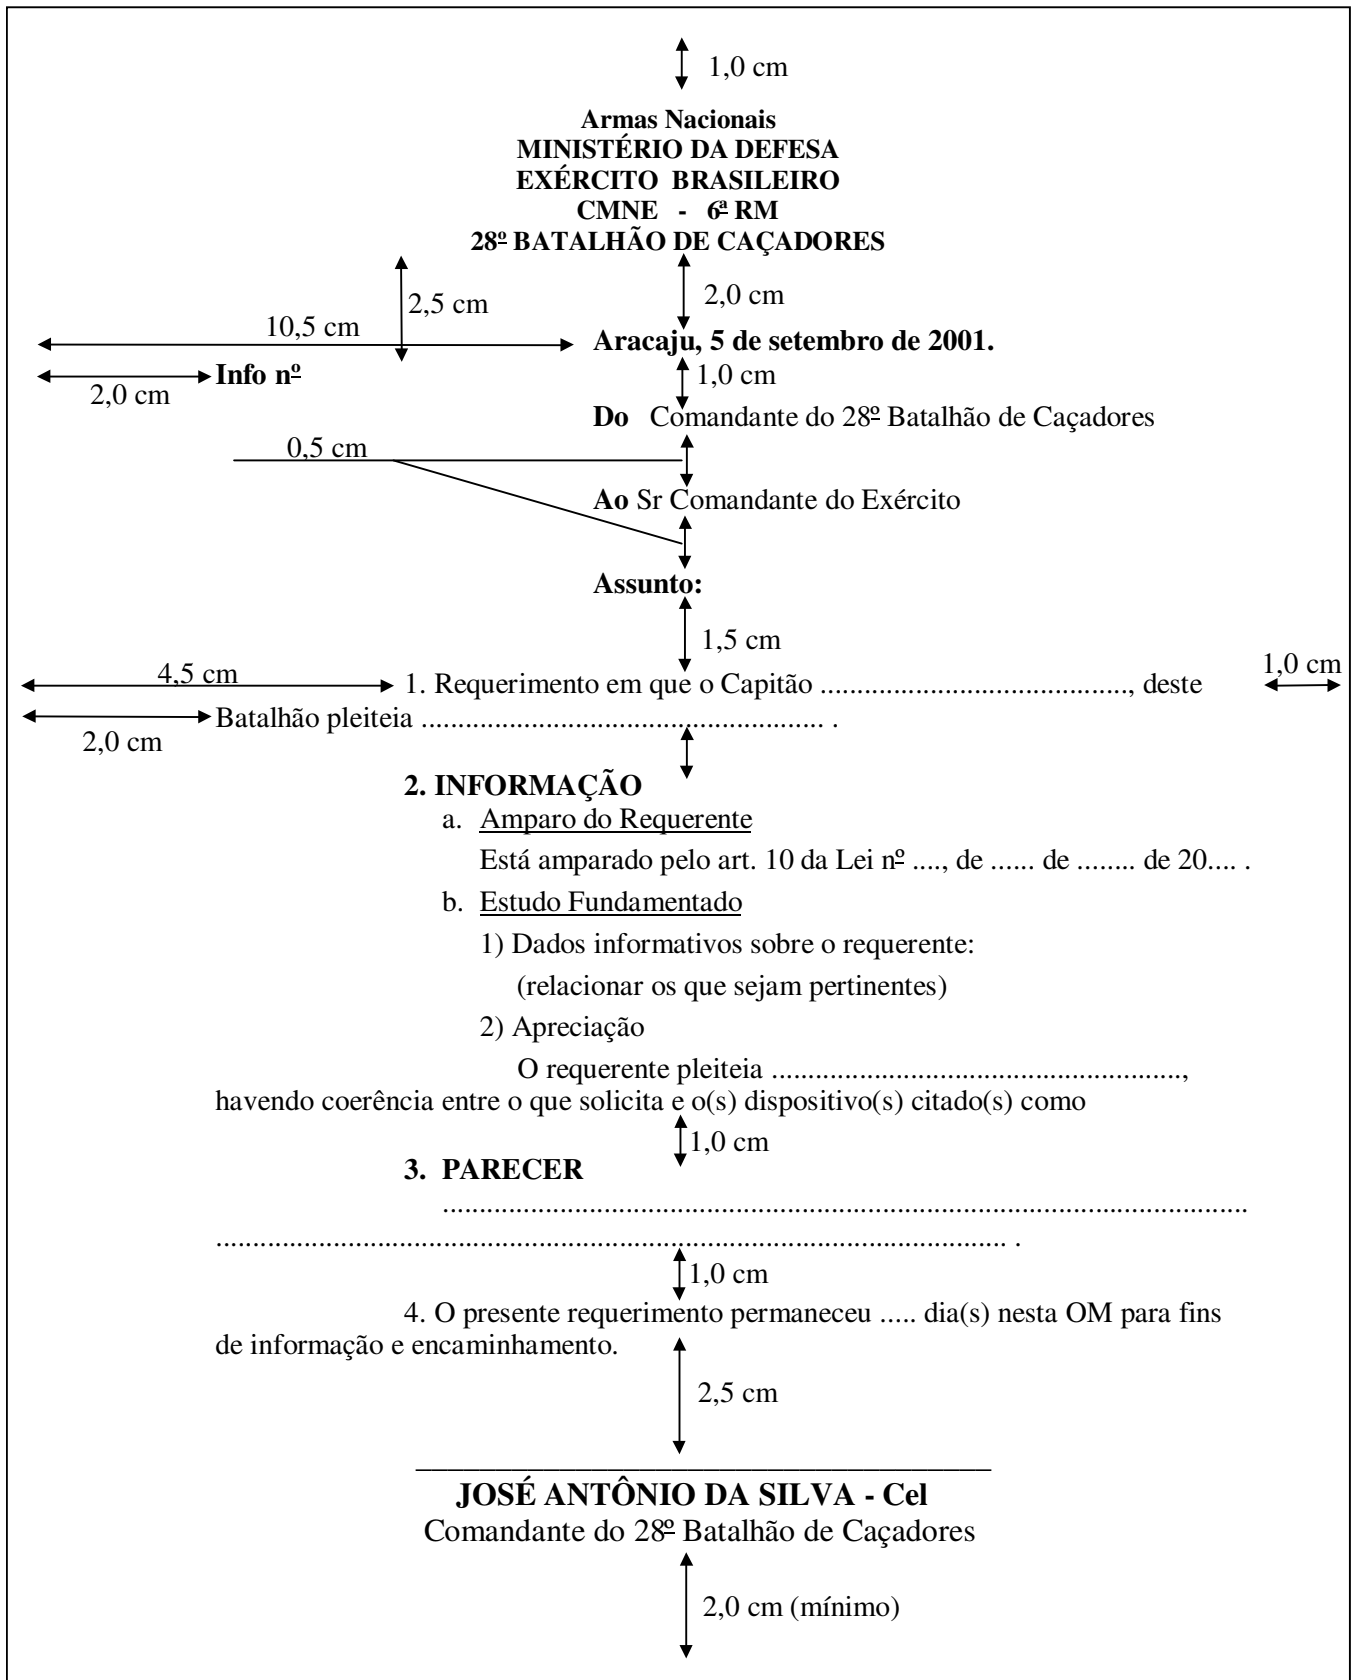 1,0 cm
Armas Nacionais
MINISTÉRIO DA DEFESA
EXÉRCITO BRASILEIRO
CMNE - 6ª RM
28º BATALHÃO DE CAÇADORES
2,5 cm
2,0 cm
10,5 cm
Aracaju, 5 de setembro de 2001.
Info nº
1,0 cm
2,0 cm
Do Comandante do 28º Batalhão de Caçadores
0,5 cm
Ao Sr Comandante do Exército
Assunto:
1,5 cm
4,5 cm
1,0 cm
1. Requerimento em que o Capitão .........................................., deste
Batalhão pleiteia ....................................................... .
2,0 cm
2. INFORMAÇÃO
a. Amparo do Requerente
Está amparado pelo art. 10 da Lei nº ...., de ...... de ........ de 20.... .
b. Estudo Fundamentado
1) Dados informativos sobre o requerente:
(relacionar os que sejam pertinentes)
2) Apreciação
O requerente pleiteia ........................................................,
havendo coerência entre o que solicita e o(s) dispositivo(s) citado(s) como
1,0 cm
3. PARECER
..............................................................................................................
............................................................................................................ .
1,0 cm
4. O presente requerimento permaneceu ..... dia(s) nesta OM para fins
de informação e encaminhamento.
2,5 cm
JOSÉ ANTÔNIO DA SILVA - Cel
Comandante do 28º Batalhão de Caçadores
2,0 cm (mínimo)